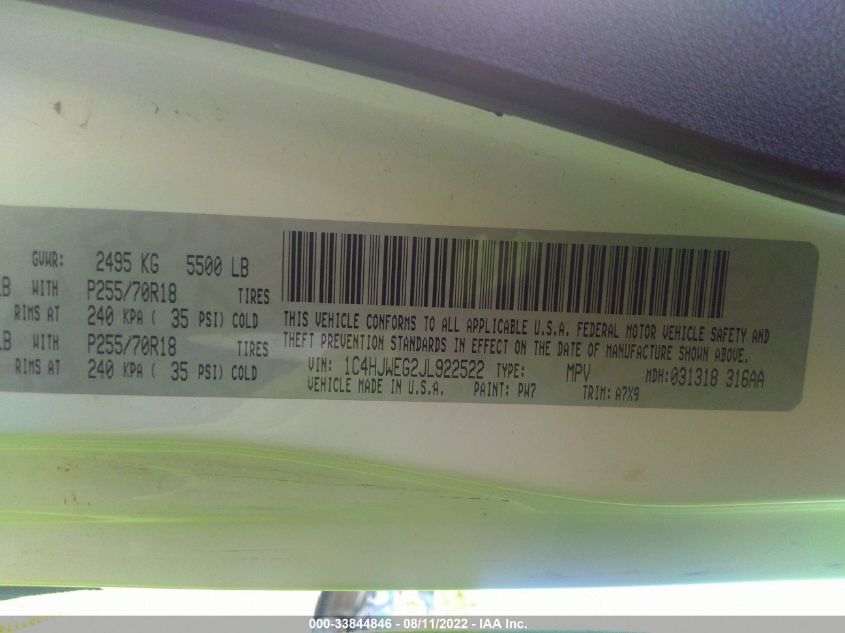 GVWR: 2495 KG 5500 LB
LB WITH P255/70R18 TIRES
RIMS AT 240 KPA ( 35 PSI) COLD
LB WITH P255/70R18 TIRES
RIMS AT 240 KPA ( 35 PSI) COLD
THIS VEHICLE CONFORMS TO ALL APPLICABLE U.S.A. FEDERAL MOTOR VEHICLE SAFETY AND
THEFT PREVENTION STANDARDS IN EFFECT ON THE DATE OF MANUFACTURE SHOWN ABOVE.
VIN: 1C4HJWEG2JL922522 TYPE: MPV MDH:031318 316AA
VEHICLE MADE IN U.S.A. PAINT: PW7 TRIM: A7X9
000-33844846 - 08/11/2022 - IAA Inc.